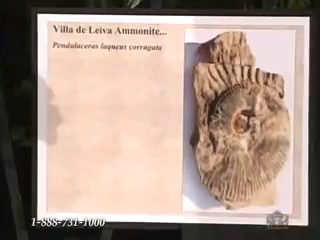 Villa de Leiva Ammonite...
Pendulaceras laqueus corrugata
1-888-731-1000